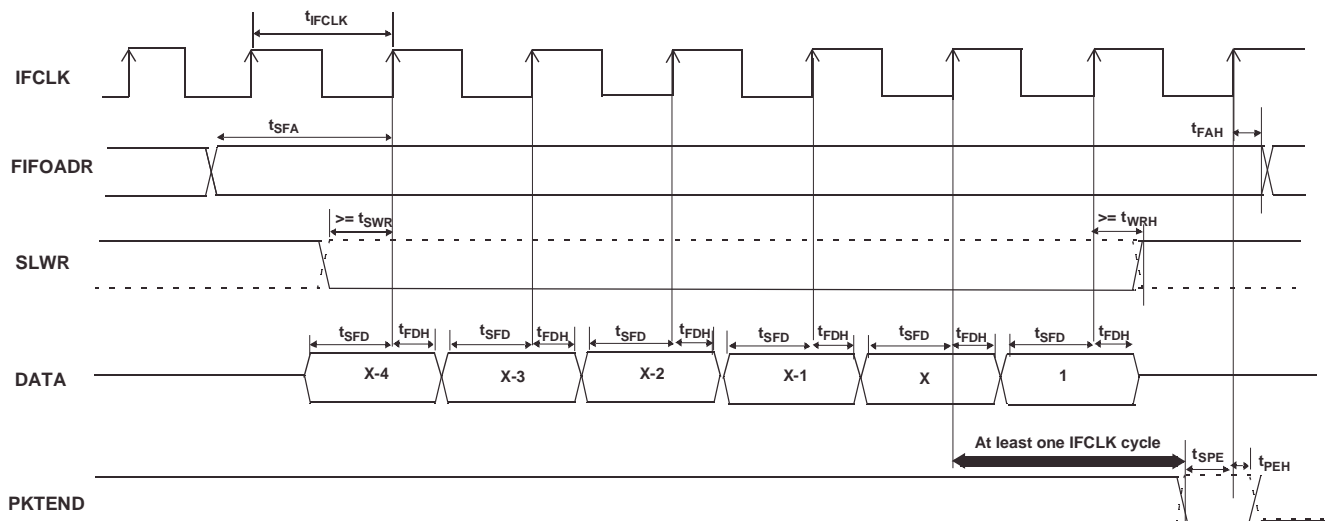 tIFCLK
IFCLK
tSFA
tFAH
FIFOADR
>= tSWR
>= tWRH
SLWR
tSFD tFDH tSFD tFDH tSFD tFDH tSFD tFDH tSFD tFDH tSFD tFDH
DATA
X-4 X-3 X-2 X-1 X 1
At least one IFCLK cycle
tSPE
tPEH
PKTEND